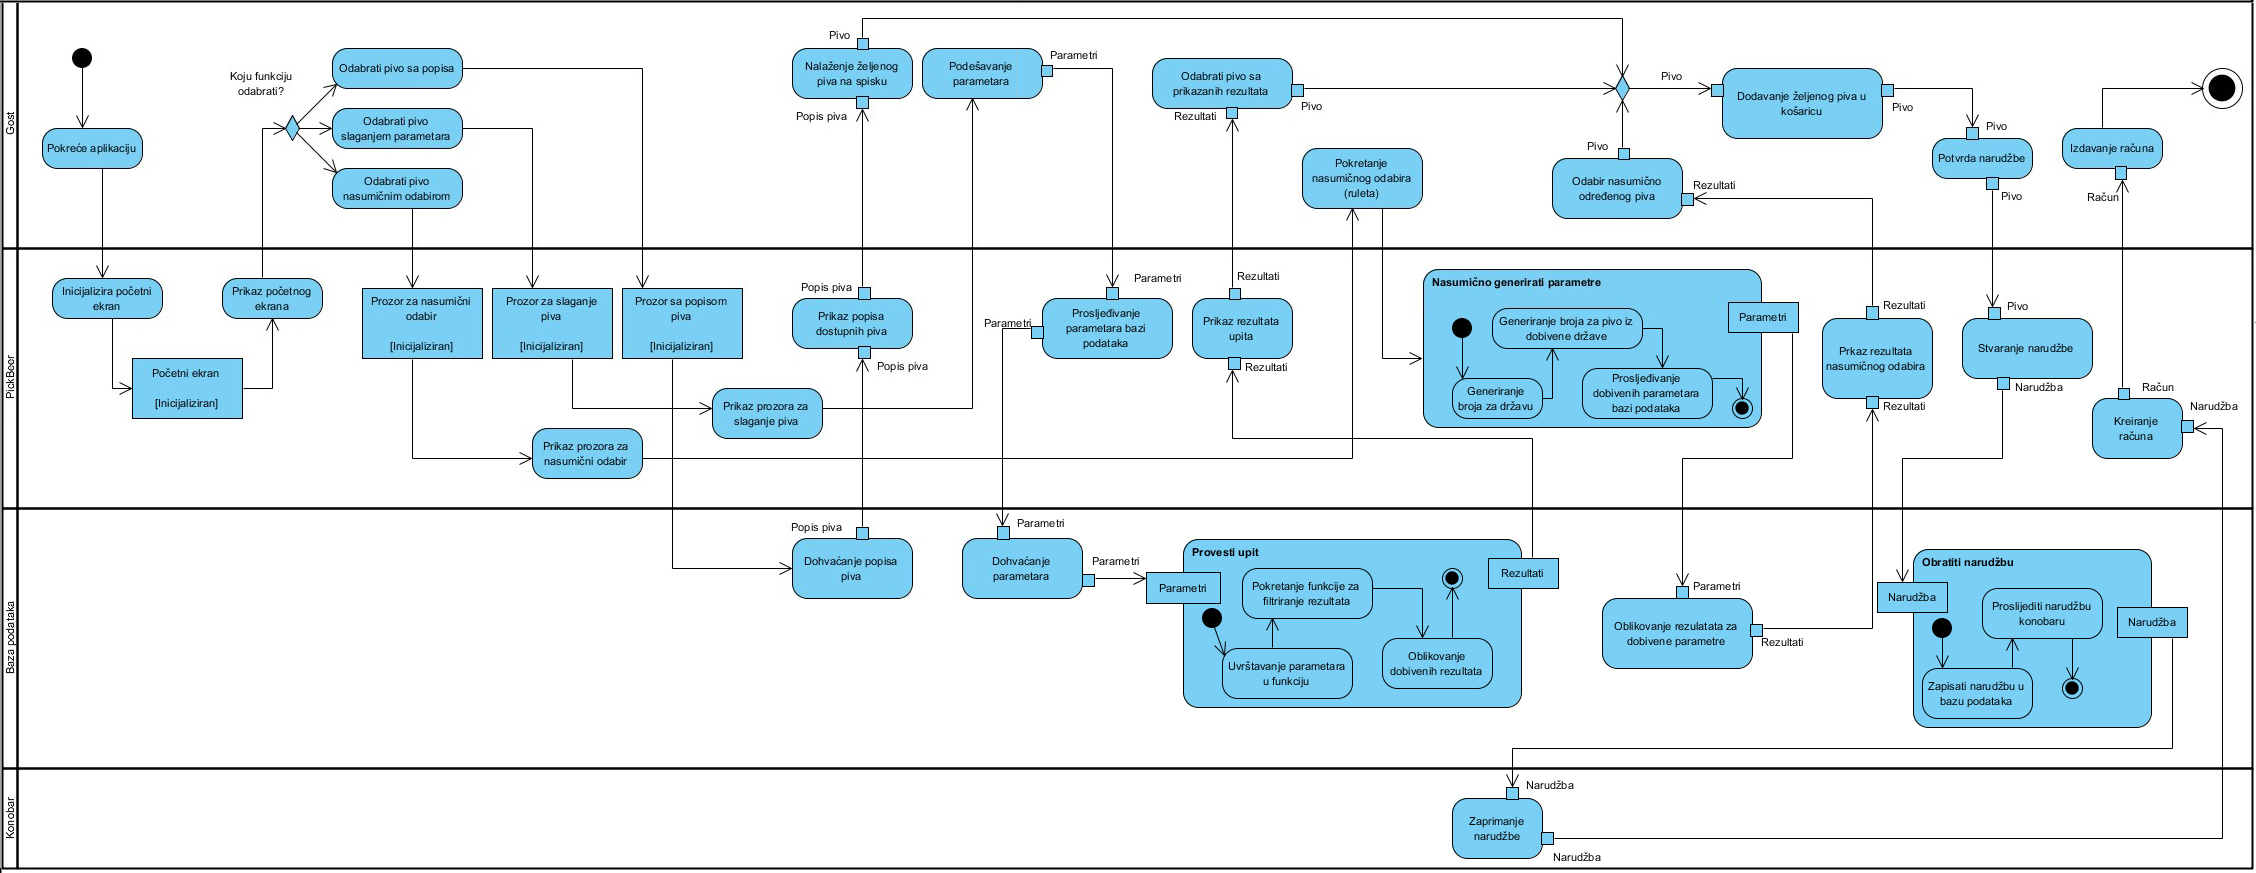 Gost
Pokreće aplikaciju
Koju funkciju
odabrati?
Odabrati pivo sa popisa
Odabrati pivo
slaganjem parametara
Odabrati pivo
nasumičnim odabirom
Pivo
Nalaženje željenog
piva na spisku
Popis piva
Podešavanje
parametara
Parametri
Odabrati pivo sa
prikazanih rezultata
Pivo
Rezultati
Pokretanje
nasumičnog odabira
(ruleta)
Pivo
Odabir nasumično
određenog piva
Rezultati
Pivo
Dodavanje željenog piva u
košaricu
Pivo
Pivo
Potvrda narudžbe
Pivo
Izdavanje računa
Račun
PickBeer
Inicijalizira početni
ekran
Početni ekran
[Inicijaliziran]
Prikaz početnog
ekrana
Prozor za nasumični
odabir
[Inicijaliziran]
Prozor za slaganje
piva
[Inicijaliziran]
Prozor sa popisom
piva
[Inicijaliziran]
Prikaz prozora za
nasumični odabir
Prikaz prozora za
slaganje piva
Popis piva
Prikaz popisa
dostupnih piva
Popis piva
Parametri
Parametri
Prosljeđivanje
parametara bazi
podataka
Rezultati
Prikaz rezultata
upita
Rezultati
Nasumično generirati parametre
Generiranje broja za pivo iz
dobivene države
Generiranje
broja za državu
Prosljeđivanje
dobivenih parametara
bazi podataka
Parametri
Rezultati
Prkaz rezultata
nasumičnog odabira
Rezultati
Pivo
Stvaranje narudžbe
Narudžba
Račun
Kreiranje
računa
Narudžba
Baza podataka
Popis piva
Dohvaćanje popisa
piva
Parametri
Dohvaćanje
parametara
Parametri
Provesti upit
Parametri
Pokretanje funkcije za
filtriranje rezultata
Uvrštavanje parametara
u funkciju
Oblikovanje
dobivenih rezultata
Rezultati
Parametri
Oblikovanje rezulatata za
dobivene parametre
Rezultati
Obratiti narudžbu
Narudžba
Proslijediti narudžbu
konobaru
Zapisati narudžbu u
bazu podataka
Narudžba
Konobar
Narudžba
Zaprimanje
narudžbe
Narudžba